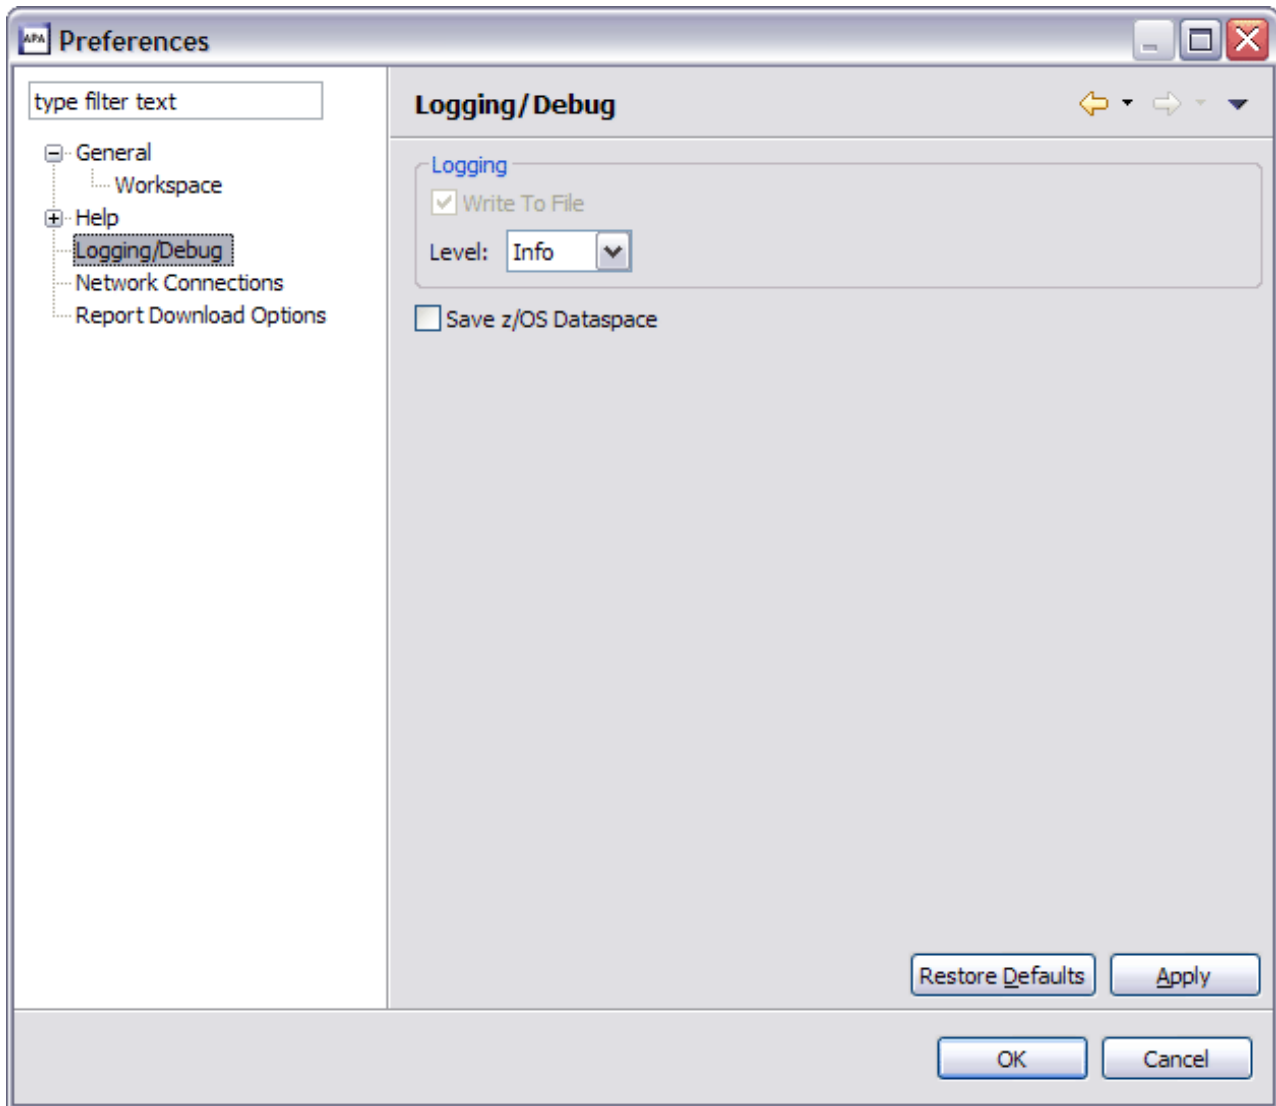 APA Preferences
type filter text
General
Workspace
Help
Logging/Debug
Network Connections
Report Download Options
Logging/Debug
Logging
Write To File
Level: Info
Save z/OS Dataspace
Restore Defaults Apply
OK Cancel